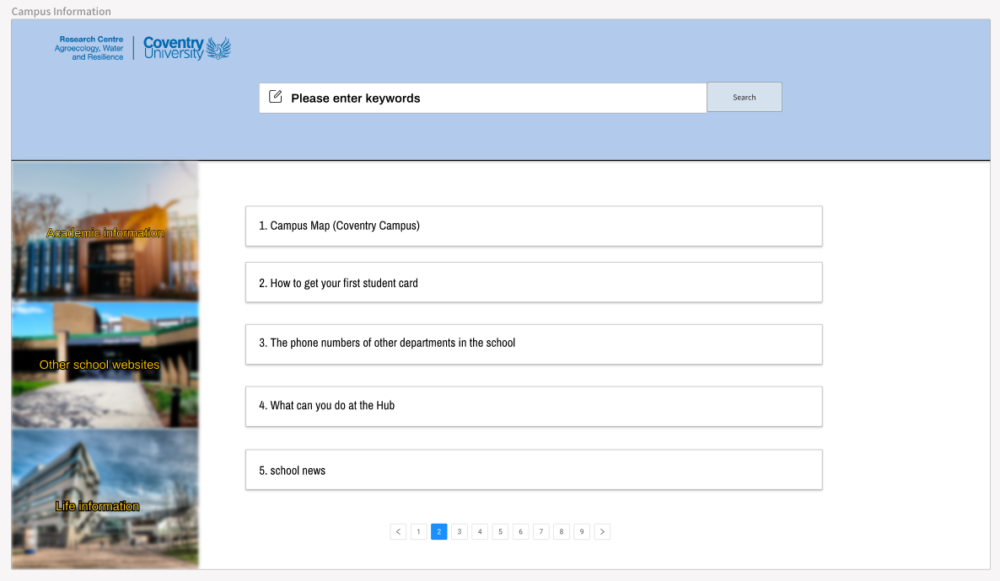 Campus Information
Research Centre
Agroecology, Water
and Resilience
Coventry
University
Please enter keywords
Search
Academic information
Other school websites
Life information
1. Campus Map (Coventry Campus)
2. How to get your first student card
3. The phone numbers of other departments in the school
4. What can you do at the Hub
5. school news
< 1 2 3 4 5 6 7 8 9 >